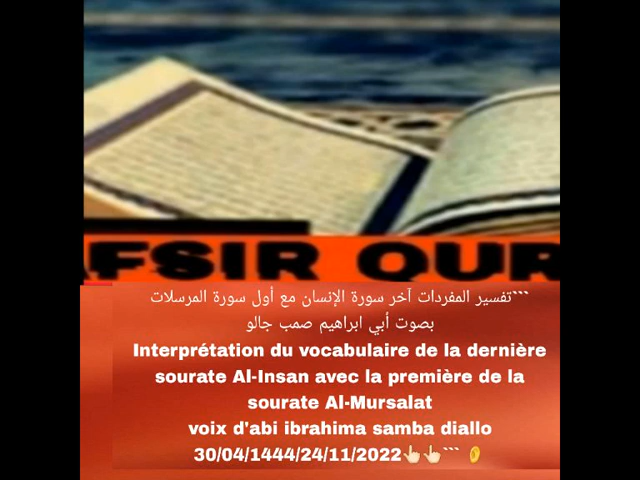 AFSIR QUR
```تفسير المفردات آخر سورة الإنسان مع أول سورة المرسلات
بصوت أبي ابراهيم صمب جالو
Interprétation du vocabulaire de la dernière
sourate Al-Insan avec la première de la
sourate Al-Mursalat
voix d'abi ibrahima samba diallo
30/04/1444/24/11/2022👆🏻👆🏻``` 👂